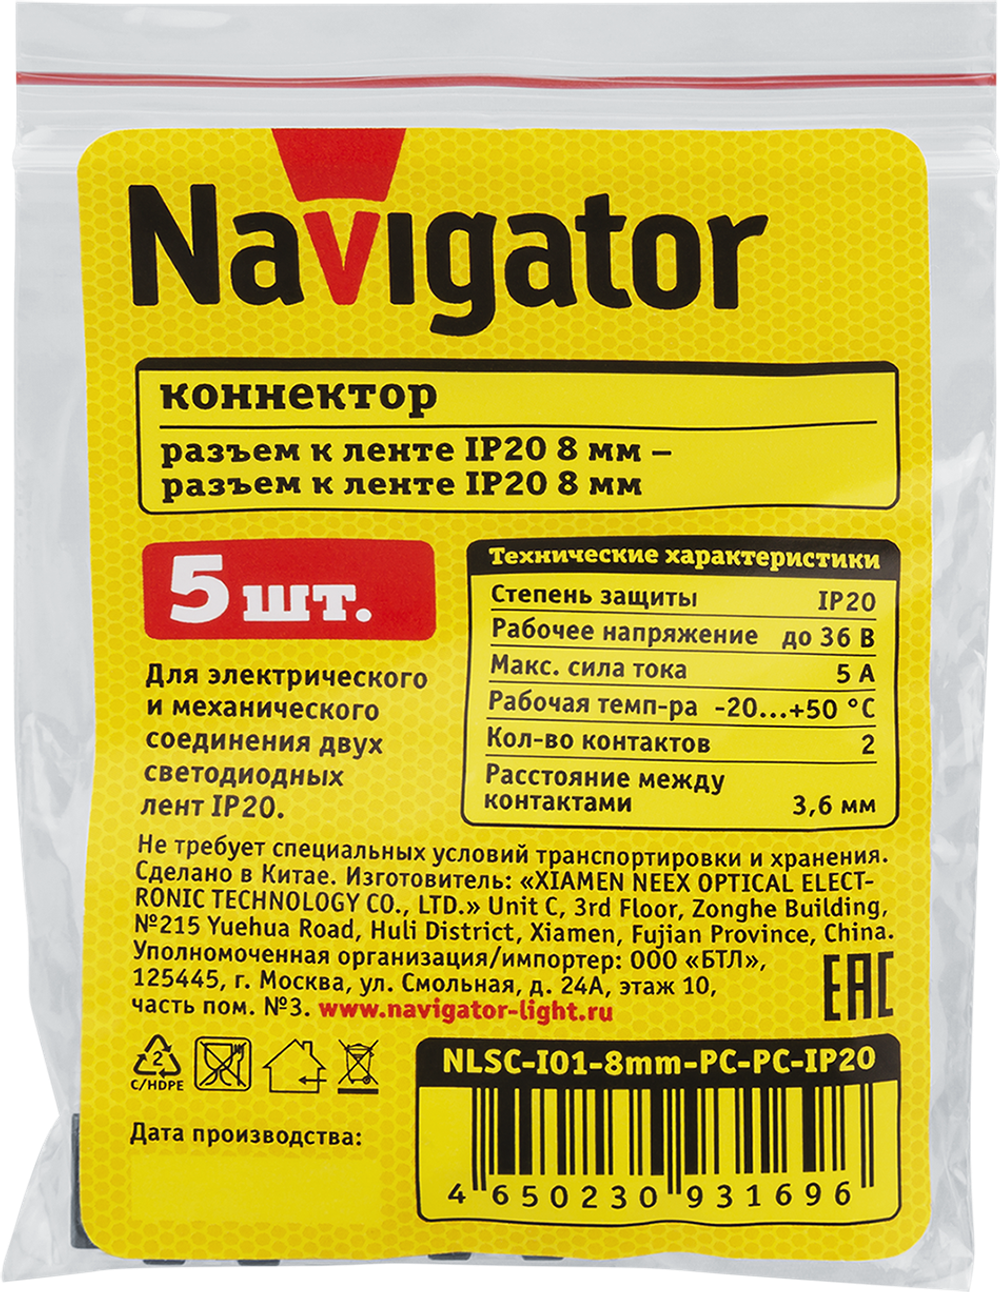 Navigator
коннектор
разъем к ленте IP20 8 мм –
разъем к ленте IP20 8 мм
5 шт.
Для электрического
и механического
соединения двух
светодиодных
лент IP20.
Технические характеристики
Степень защиты IP20
Рабочее напряжение до 36 В
Макс. сила тока 5 А
Рабочая темп-ра -20...+50 °C
Кол-во контактов 2
Расстояние между
контактами 3,6 мм
Не требует специальных условий транспортировки и хранения.
Сделано в Китае. Изготовитель: «XIAMEN NEEX OPTICAL ELECT-
RONIC TECHNOLOGY CO., LTD.» Unit C, 3rd Floor, Zonghe Building,
№215 Yuehua Road, Huli District, Xiamen, Fujian Province, China.
Уполномоченная организация/импортер: ООО «БТЛ»,
125445, г. Москва, ул. Смольная, д. 24А, этаж 10,
часть пом. №3. www.navigator-light.ru
EAC
2
C/HDPE
Дата производства:
NLSC-I01-8mm-PC-PC-IP20
4 650230 931696